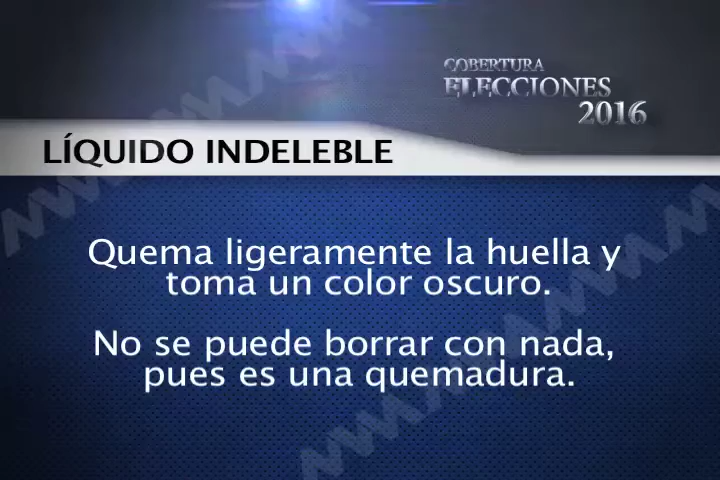 COBERTURA
ELECCIONES
2016
LÍQUIDO INDELEBLE
Quema ligeramente la huella y
toma un color oscuro.
No se puede borrar con nada,
pues es una quemadura.